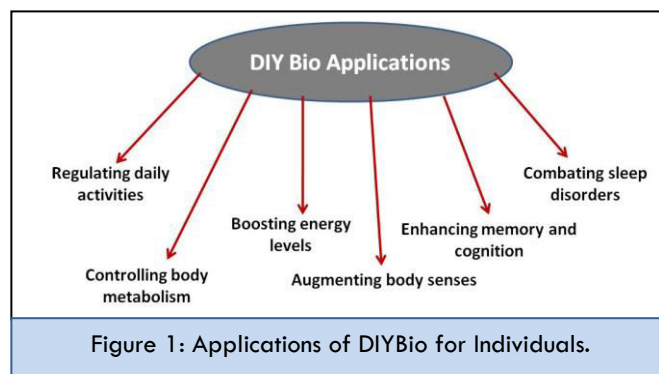 DIY Bio Applications
Regulating daily
activities
Combating sleep
disorders
Boosting energy
levels
Enhancing memory and
cognition
Controlling body
metabolism
Augmenting body senses
Figure 1: Applications of DIYBio for Individuals.